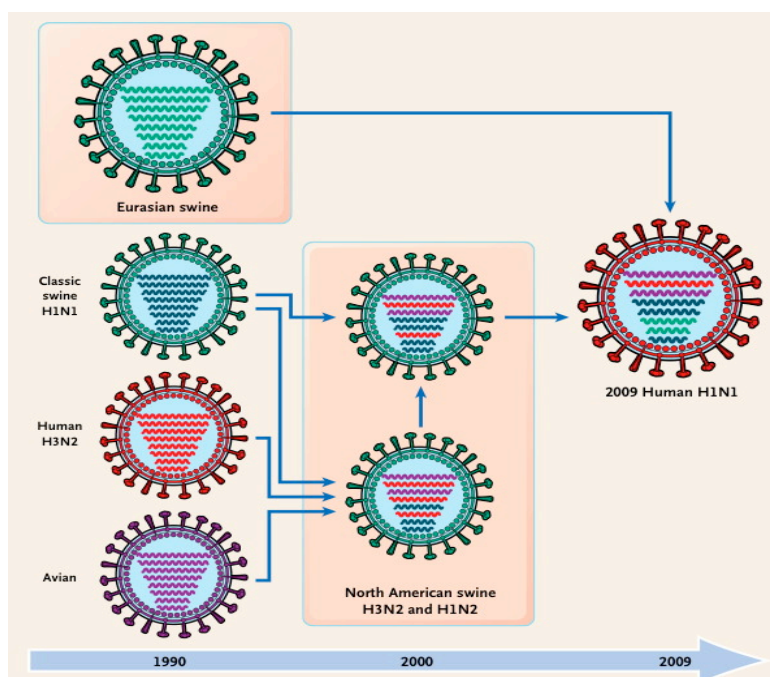 Eurasian swine
Classic
swine
H1N1
Human
H3N2
Avian
North American swine
H3N2 and H1N2
2009 Human H1N1
1990
2000
2009